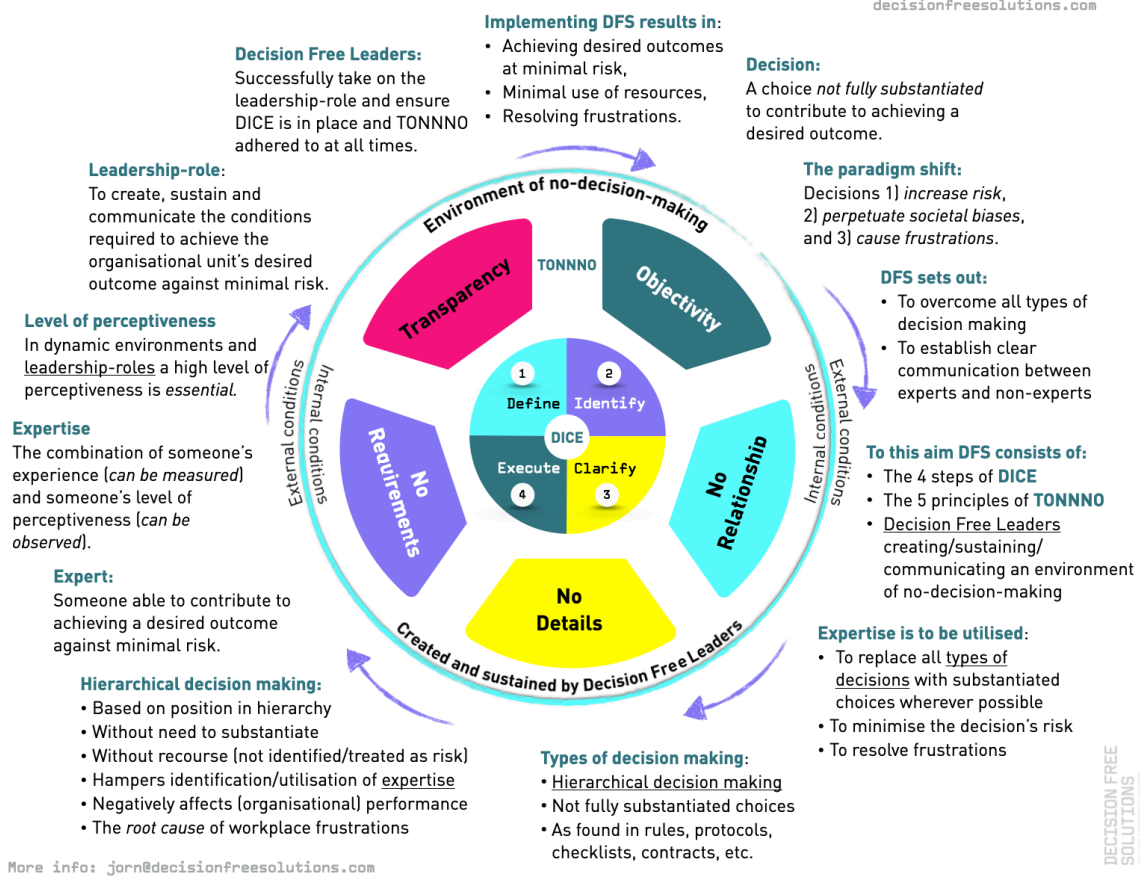 decisionfreesolutions.com
Implementing DFS results in:
• Achieving desired outcomes
at minimal risk,
• Minimal use of resources,
• Resolving frustrations.
Decision:
A choice not fully substantiated
to contribute to achieving a
desired outcome.
The paradigm shift:
Decisions 1) increase risk,
2) perpetuate societal biases,
and 3) cause frustrations.
DFS sets out:
• To overcome all types of
decision making
• To establish clear
communication between
experts and non-experts
To this aim DFS consists of:
• The 4 steps of DICE
• The 5 principles of TONNNO
• Decision Free Leaders
creating/sustaining/
communicating an environment
of no-decision-making
Expertise is to be utilised:
• To replace all types of
decisions with substantiated
choices wherever possible
• To minimise the decision's risk
• To resolve frustrations
Types of decision making:
• Hierarchical decision making
• Not fully substantiated choices
• As found in rules, protocols,
checklists, contracts, etc.
Hierarchical decision making:
• Based on position in hierarchy
• Without need to substantiate
• Without recourse (not identified/treated as risk)
• Hampers identification/utilisation of expertise
• Negatively affects (organisational) performance
• The root cause of workplace frustrations
Expert:
Someone able to contribute to
achieving a desired outcome
against minimal risk.
Expertise
The combination of someone's
experience (can be measured)
and someone's level of
perceptiveness (can be
observed).
Level of perceptiveness
In dynamic environments and
leadership-roles a high level of
perceptiveness is essential.
Leadership-role:
To create, sustain and
communicate the conditions
required to achieve the
organisational unit's desired
outcome against minimal risk.
Decision Free Leaders:
Successfully take on the
leadership-role and ensure
DICE is in place and TONNNO
adhered to at all times.
Environment of no-decision-making
External conditions
Internal conditions
Internal conditions
External conditions
Created and sustained by Decision Free Leaders
TONNNO
Transparency
Objectivity
No
Relationship
No
Details
No
Requirements
1
Define
2
Identify
DICE
Execute
4
Clarify
3
More info: jorn@decisionfreesolutions.com
DECISION FREE
SOLUTIONS